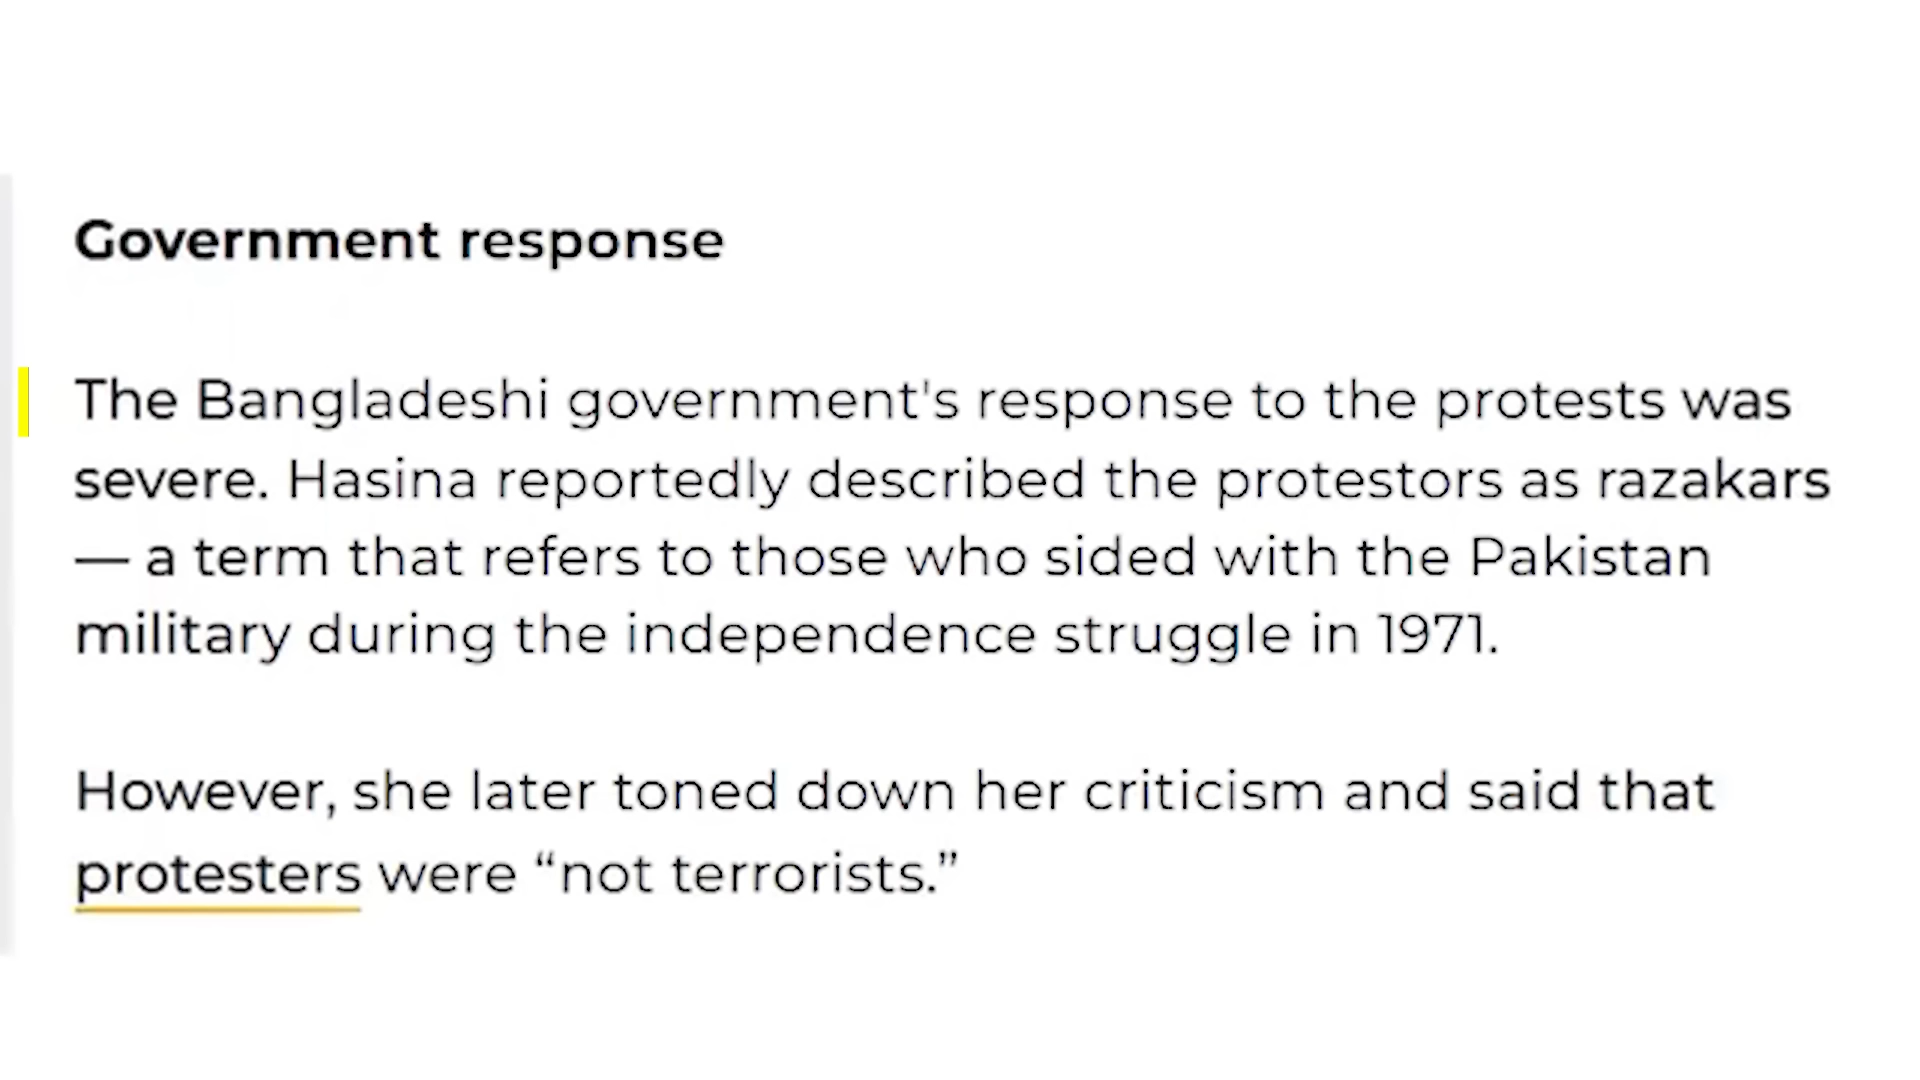 Government response
The Bangladeshi government's response to the protests was
severe. Hasina reportedly described the protestors as razakars
— a term that refers to those who sided with the Pakistan
military during the independence struggle in 1971.
However, she later toned down her criticism and said that
protesters were “not terrorists.”